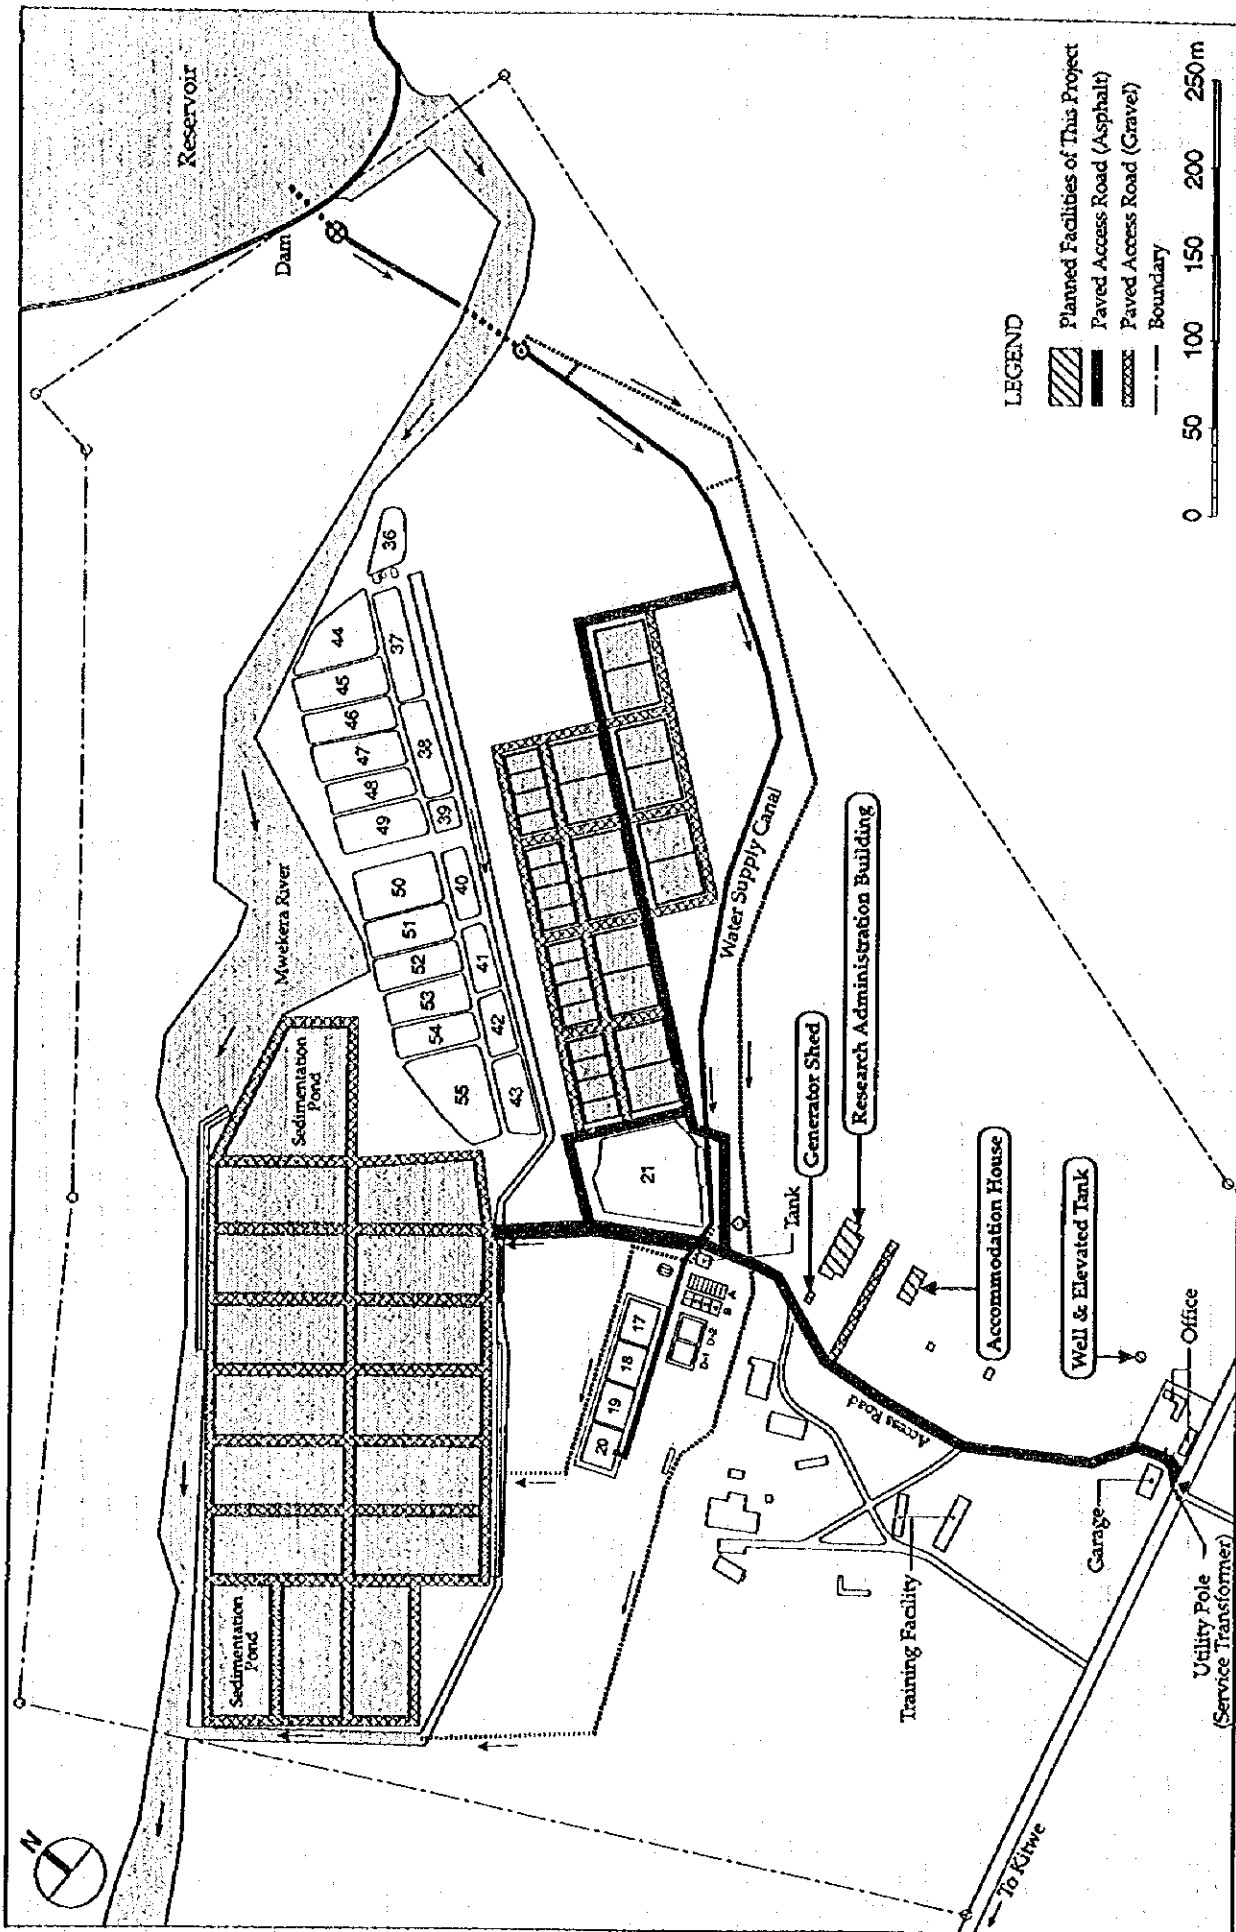 N
Reservoir
Dam
Mwekera River
Sedimentation
Pond
Sedimentation
Pond
36
44
37
45
46
38
47
48
39
49
50
40
51
41
52
53
42
54
55
43
21
17
18
19
20
A
B
D-1
D-2
Water Supply Canal
Tank
Generator Shed
Research Administration Building
Accommodation House
Well & Elevated Tank
Office
Access Road
Garage
Training Facility
Utility Pole
(Service Transformer)
To Kitwe
LEGEND
Planned Facilities of This Project
Paved Access Road (Asphalt)
Paved Access Road (Gravel)
Boundary
0 50 100 150 200 250m